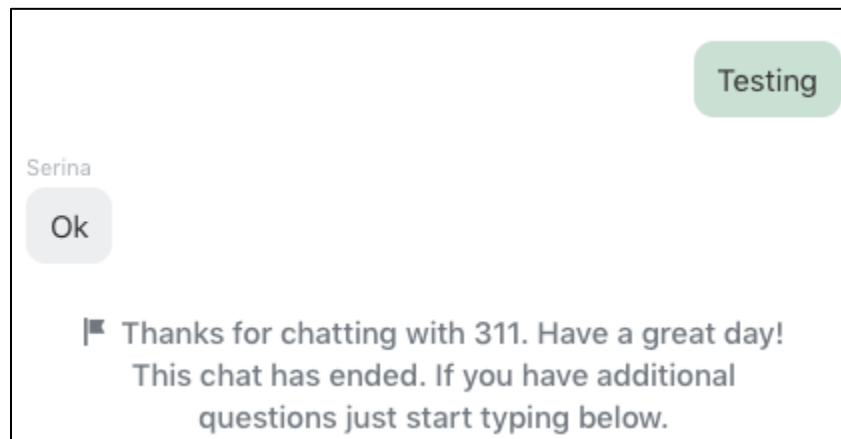 Testing
Serina
Ok
Thanks for chatting with 311. Have a great day!
This chat has ended. If you have additional
questions just start typing below.